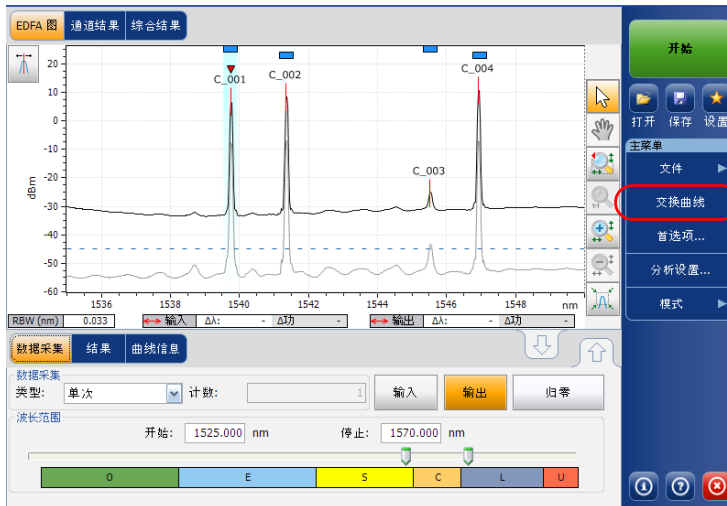 EDFA 图 通道结果 综合结果
开始
C_001
C_002
C_003
C_004
dBm
20
10
0
-10
-20
-30
-40
-50
-60
1536 1538 1540 1542 1544 1546 1548 nm
RBW (nm) 0.033 输入 Δλ: - Δ功 - 输出 Δλ: - Δ功 -
1:1
打开 保存 设置
主菜单
文件
交换曲线
首选项...
分析设置...
模式
数据采集 结果 曲线信息
数据采集
类型: 单次 计数: 1 输入 输出 归零
波长范围
开始: 1525.000 nm 停止: 1570.000 nm
O E S C L U